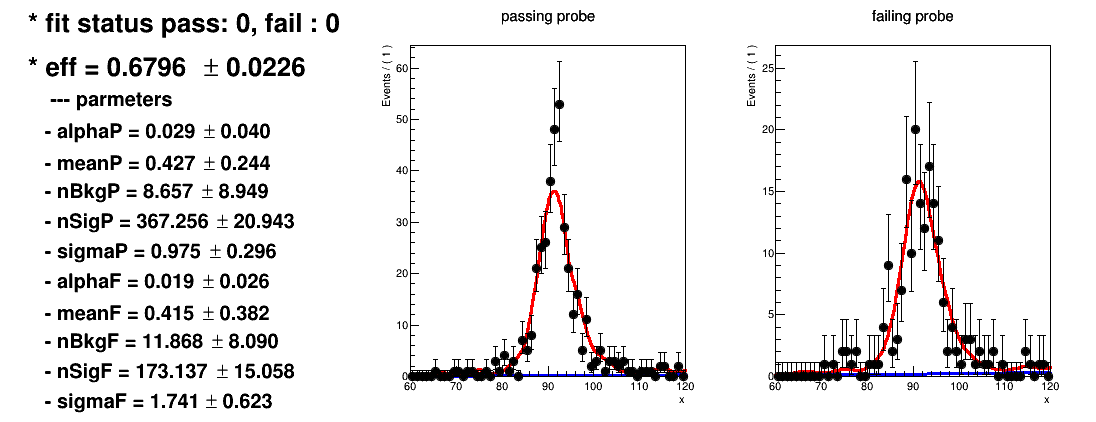 * fit status pass: 0, fail : 0
* eff = 0.6796 ± 0.0226
--- parmeters
- alphaP = 0.029 ± 0.040
- meanP = 0.427 ± 0.244
- nBkgP = 8.657 ± 8.949
- nSigP = 367.256 ± 20.943
- sigmaP = 0.975 ± 0.296
- alphaF = 0.019 ± 0.026
- meanF = 0.415 ± 0.382
- nBkgF = 11.868 ± 8.090
- nSigF = 173.137 ± 15.058
- sigmaF = 1.741 ± 0.623
passing probe
Events / ( 1 )
60
50
40
30
20
10
0
60 70 80 90 100 110 120
x
failing probe
Events / ( 1 )
25
20
15
10
5
0
60 70 80 90 100 110 120
x